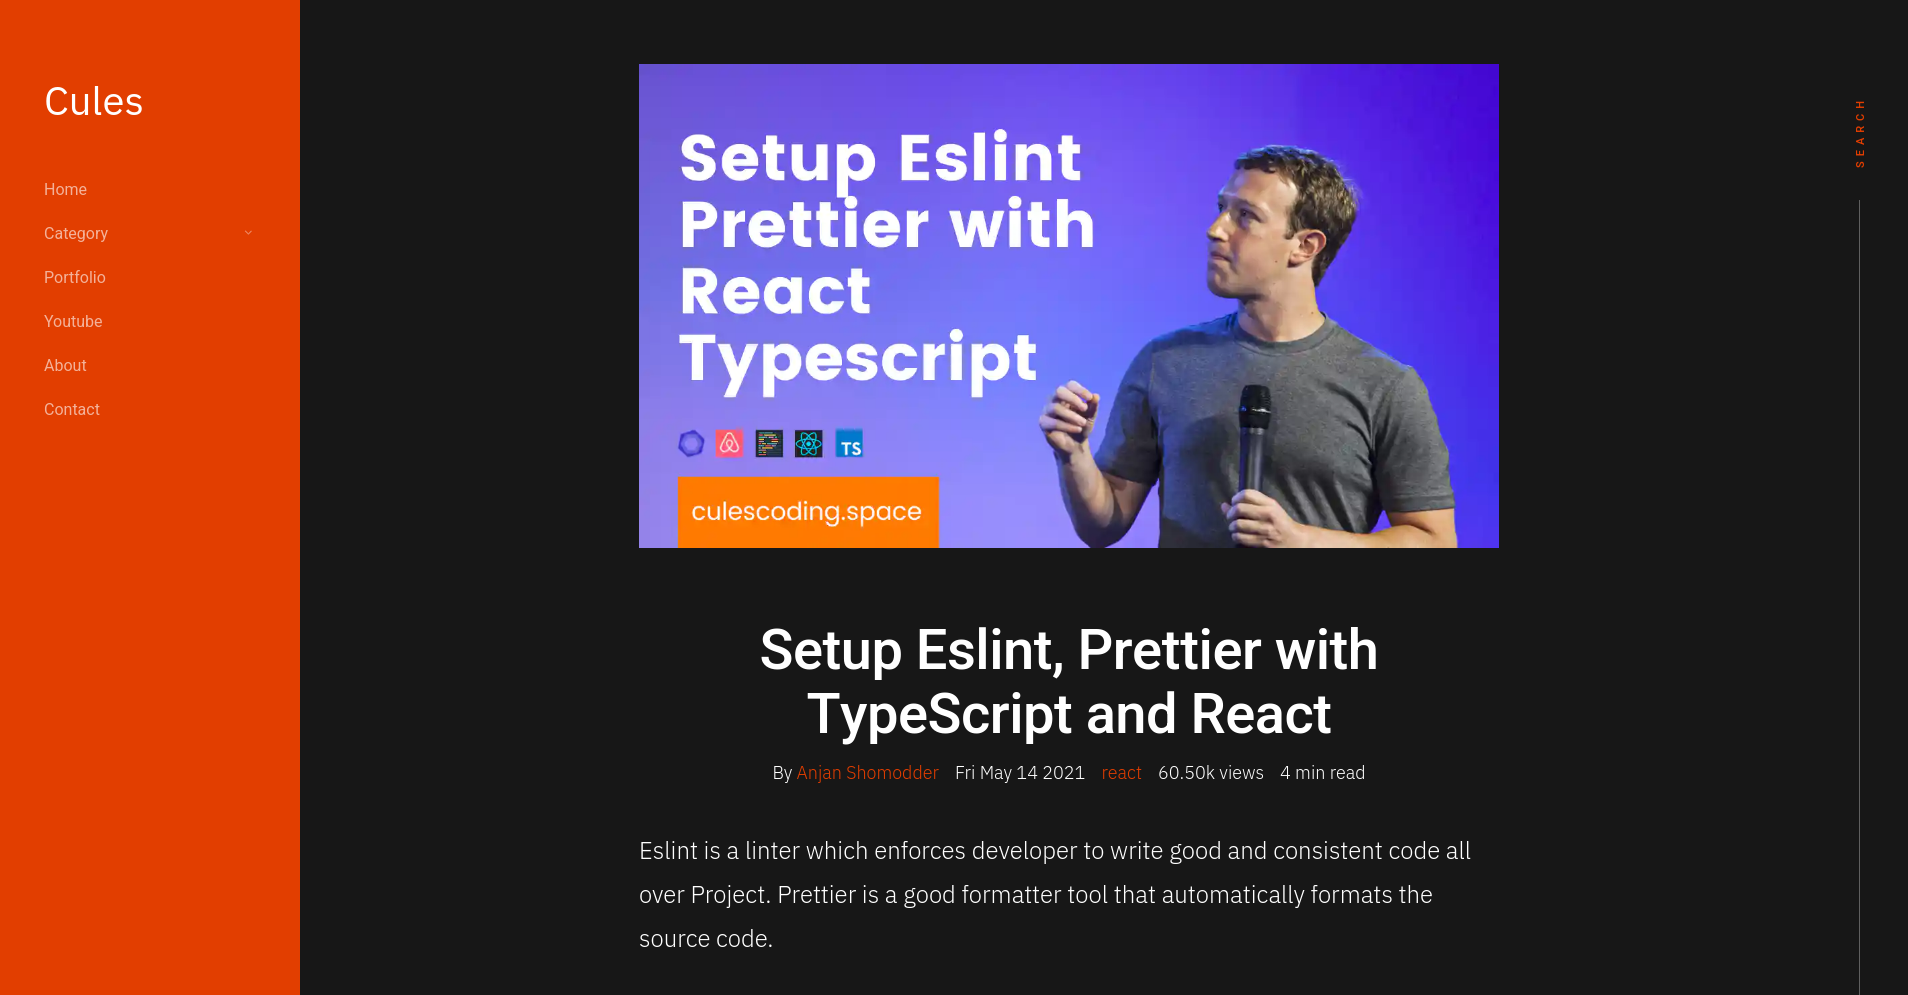 Cules
Home
Category
Portfolio
Youtube
About
Contact
Setup Eslint
Prettier with
React
Typescript
TS
culescoding.space
SEARCH
Setup Eslint, Prettier with
TypeScript and React
By Anjan Shomodder Fri May 14 2021 react 60.50k views 4 min read
Eslint is a linter which enforces developer to write good and consistent code all
over Project. Prettier is a good formatter tool that automatically formats the
source code.